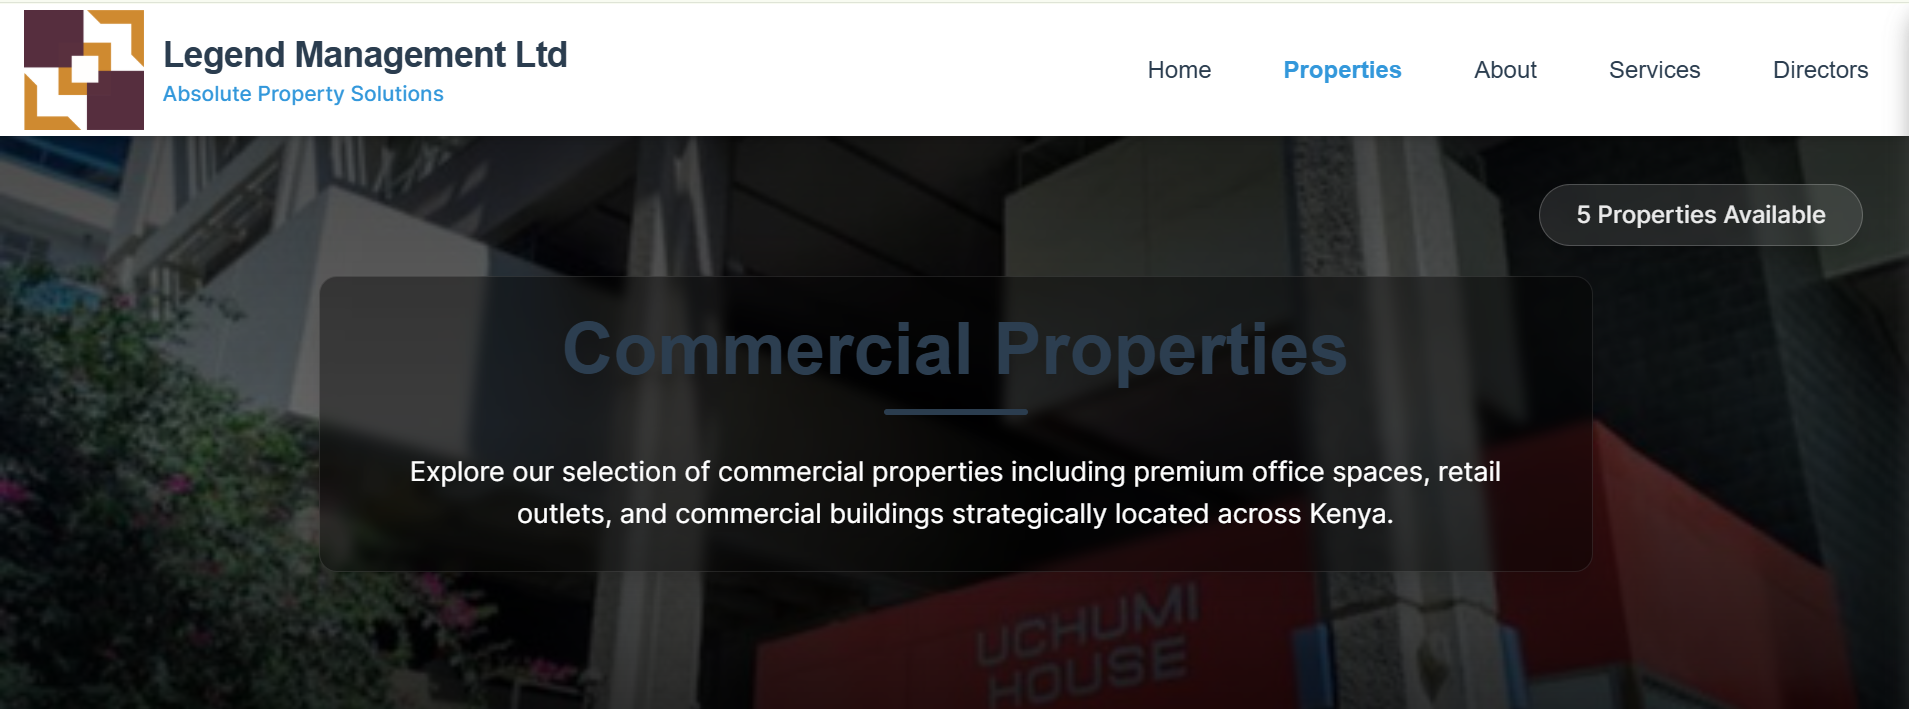 Legend Management Ltd
Absolute Property Solutions
Home
Properties
About
Services
Directors
5 Properties Available
Commercial Properties
Explore our selection of commercial properties including premium office spaces, retail
outlets, and commercial buildings strategically located across Kenya.
UCHUMI
HOUSE